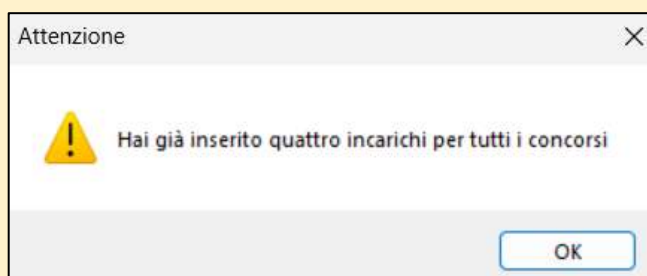 Attenzione
Hai già inserito quattro incarichi per tutti i concorsi
OK